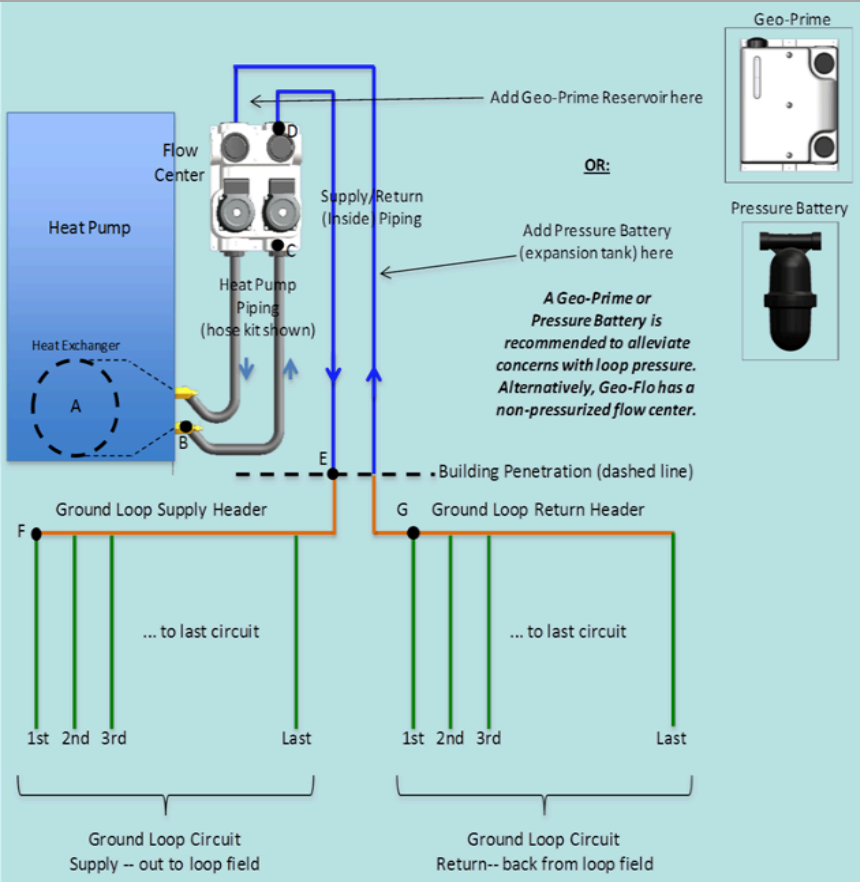 Geo-Prime
Add Geo-Prime Reservoir here
D
Flow
Center
OR:
Supply/Return
(Inside) Piping
Pressure Battery
Heat Pump
Add Pressure Battery
(expansion tank) here
C
Heat Pump
Piping
(hose kit shown)
A Geo-Prime or
Pressure Battery is
recommended to alleviate
concerns with loop pressure.
Alternatively, Geo-Flo has a
non-pressurized flow center.
Heat Exchanger
A
B
E
Building Penetration (dashed line)
Ground Loop Supply Header
G
Ground Loop Return Header
F
... to last circuit
... to last circuit
1st 2nd 3rd Last
1st 2nd 3rd Last
Ground Loop Circuit
Supply -- out to loop field
Ground Loop Circuit
Return-- back from loop field